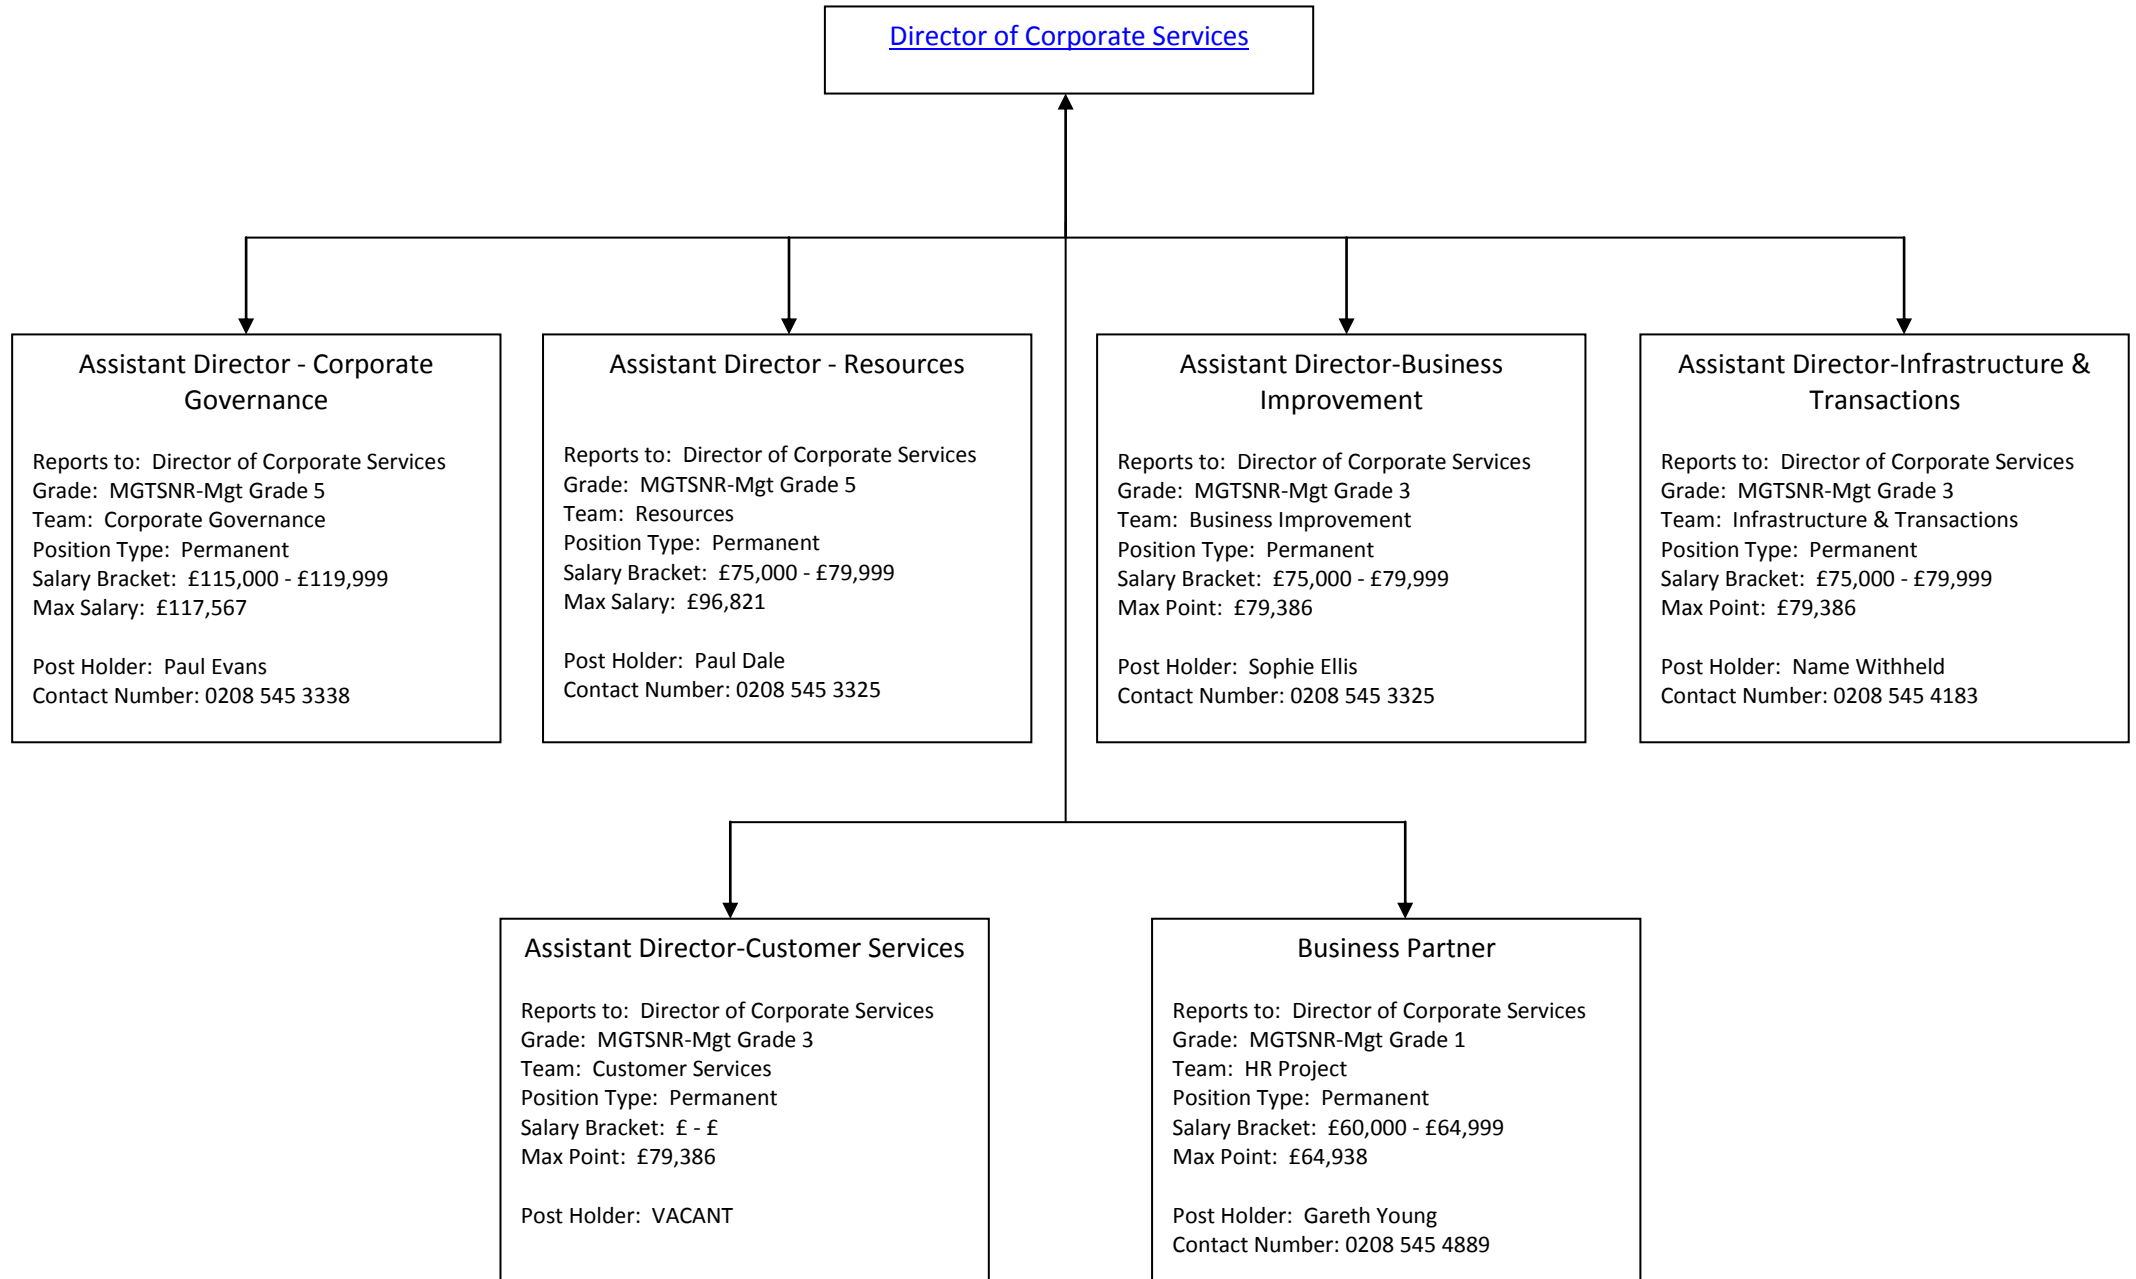 Director of Corporate Services
Assistant Director - Corporate
Governance
Reports to:  Director of Corporate Services
Grade:  MGTSNR-Mgt Grade 5
Team:  Corporate Governance
Position Type:  Permanent
Salary Bracket:  £115,000 - £119,999
Max Salary:  £117,567
Post Holder:  Paul Evans
Contact Number: 0208 545 3338
Assistant Director - Resources
Reports to:  Director of Corporate Services
Grade:  MGTSNR-Mgt Grade 5
Team:  Resources
Position Type:  Permanent
Salary Bracket:  £75,000 - £79,999
Max Salary:  £96,821
Post Holder:  Paul Dale
Contact Number: 0208 545 3325
Assistant Director-Business
Improvement
Reports to:  Director of Corporate Services
Grade:  MGTSNR-Mgt Grade 3
Team:  Business Improvement
Position Type:  Permanent
Salary Bracket:  £75,000 - £79,999
Max Point:  £79,386
Post Holder:  Sophie Ellis
Contact Number: 0208 545 3325
Assistant Director-Infrastructure &
Transactions
Reports to:  Director of Corporate Services
Grade:  MGTSNR-Mgt Grade 3
Team:  Infrastructure & Transactions
Position Type:  Permanent
Salary Bracket:  £75,000 - £79,999
Max Point:  £79,386
Post Holder:  Name Withheld
Contact Number: 0208 545 4183
Assistant Director-Customer Services
Reports to:  Director of Corporate Services
Grade:  MGTSNR-Mgt Grade 3
Team:  Customer Services
Position Type:  Permanent
Salary Bracket:  £ - £
Max Point:  £79,386
Post Holder:  VACANT
Business Partner
Reports to:  Director of Corporate Services
Grade:  MGTSNR-Mgt Grade 1
Team:  HR Project
Position Type:  Permanent
Salary Bracket:  £60,000 - £64,999
Max Point:  £64,938
Post Holder:  Gareth Young
Contact Number: 0208 545 4889